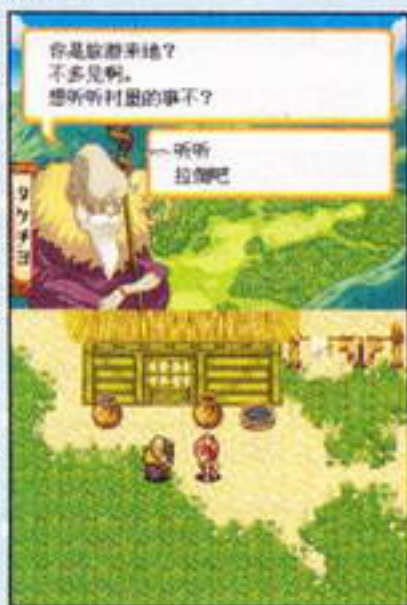 你是旅游来地？
不多见啊。
想听听村里的事不？
听听
拉倒吧
タケチヨ